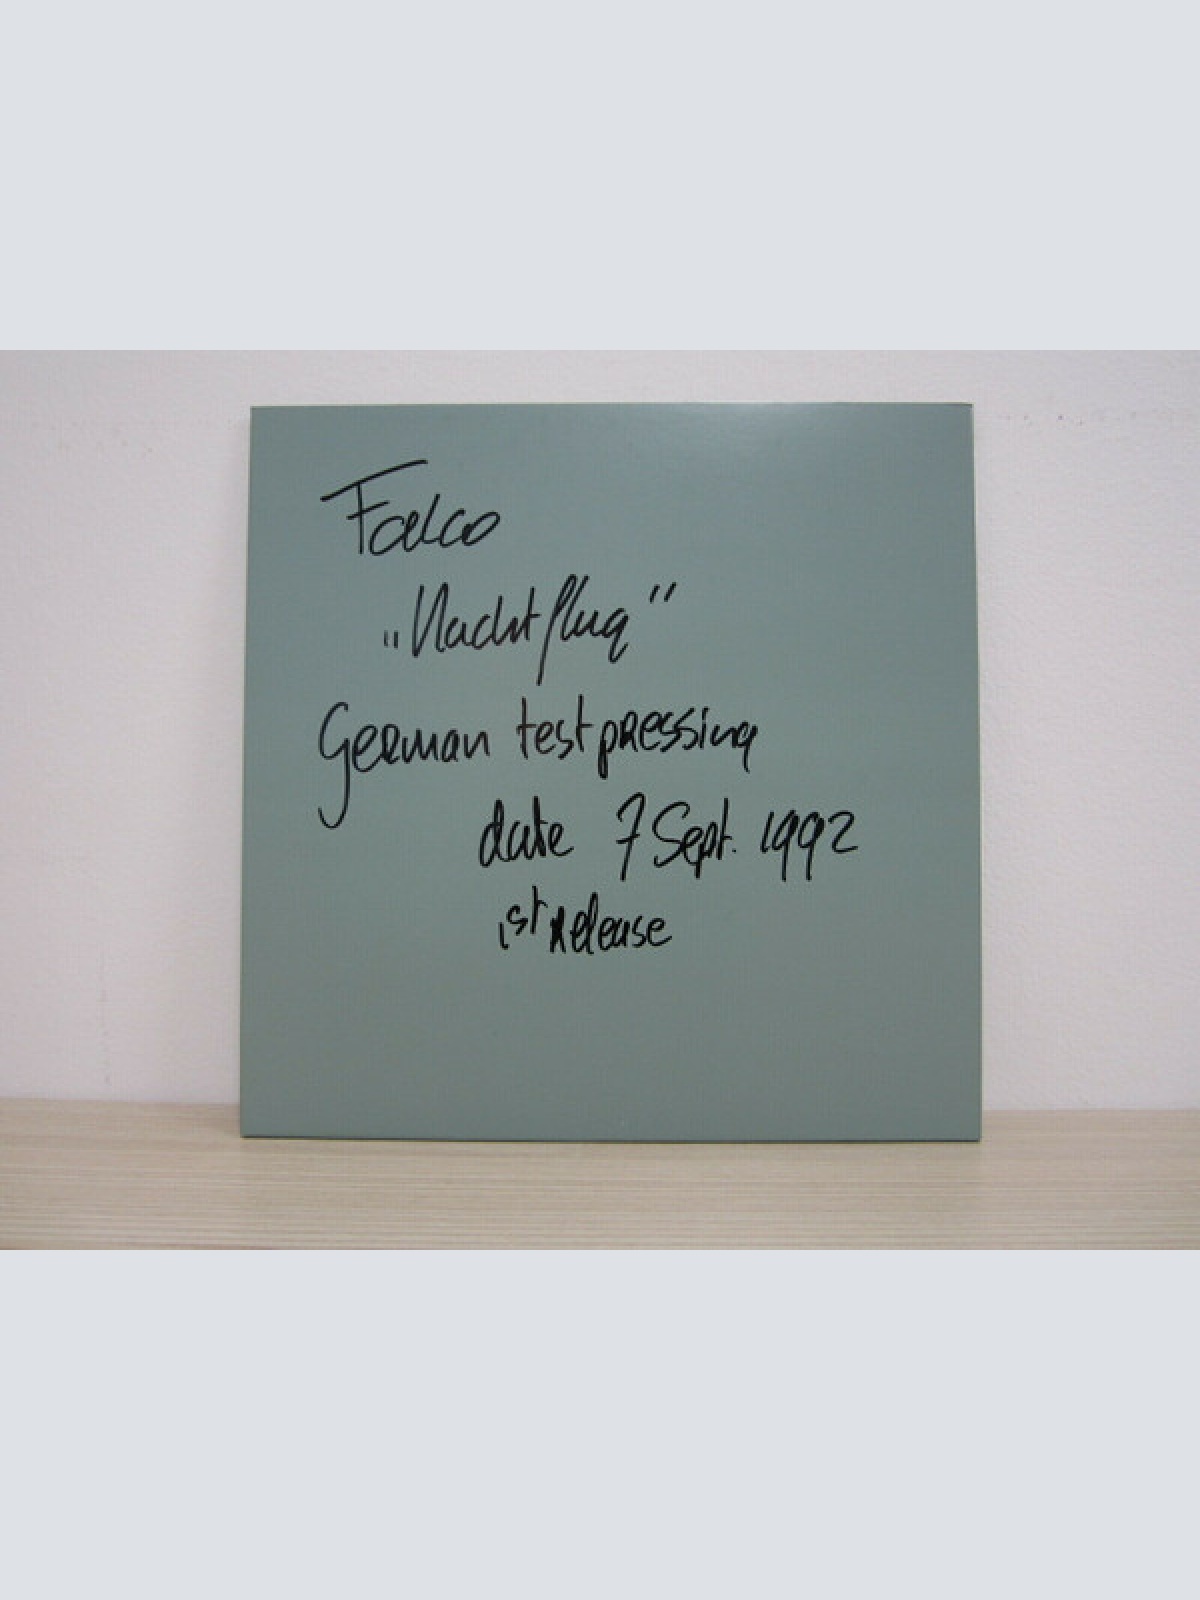 Falco
„Nachtflug“
German testpressing
date 7 Sept. 1992
1st Release